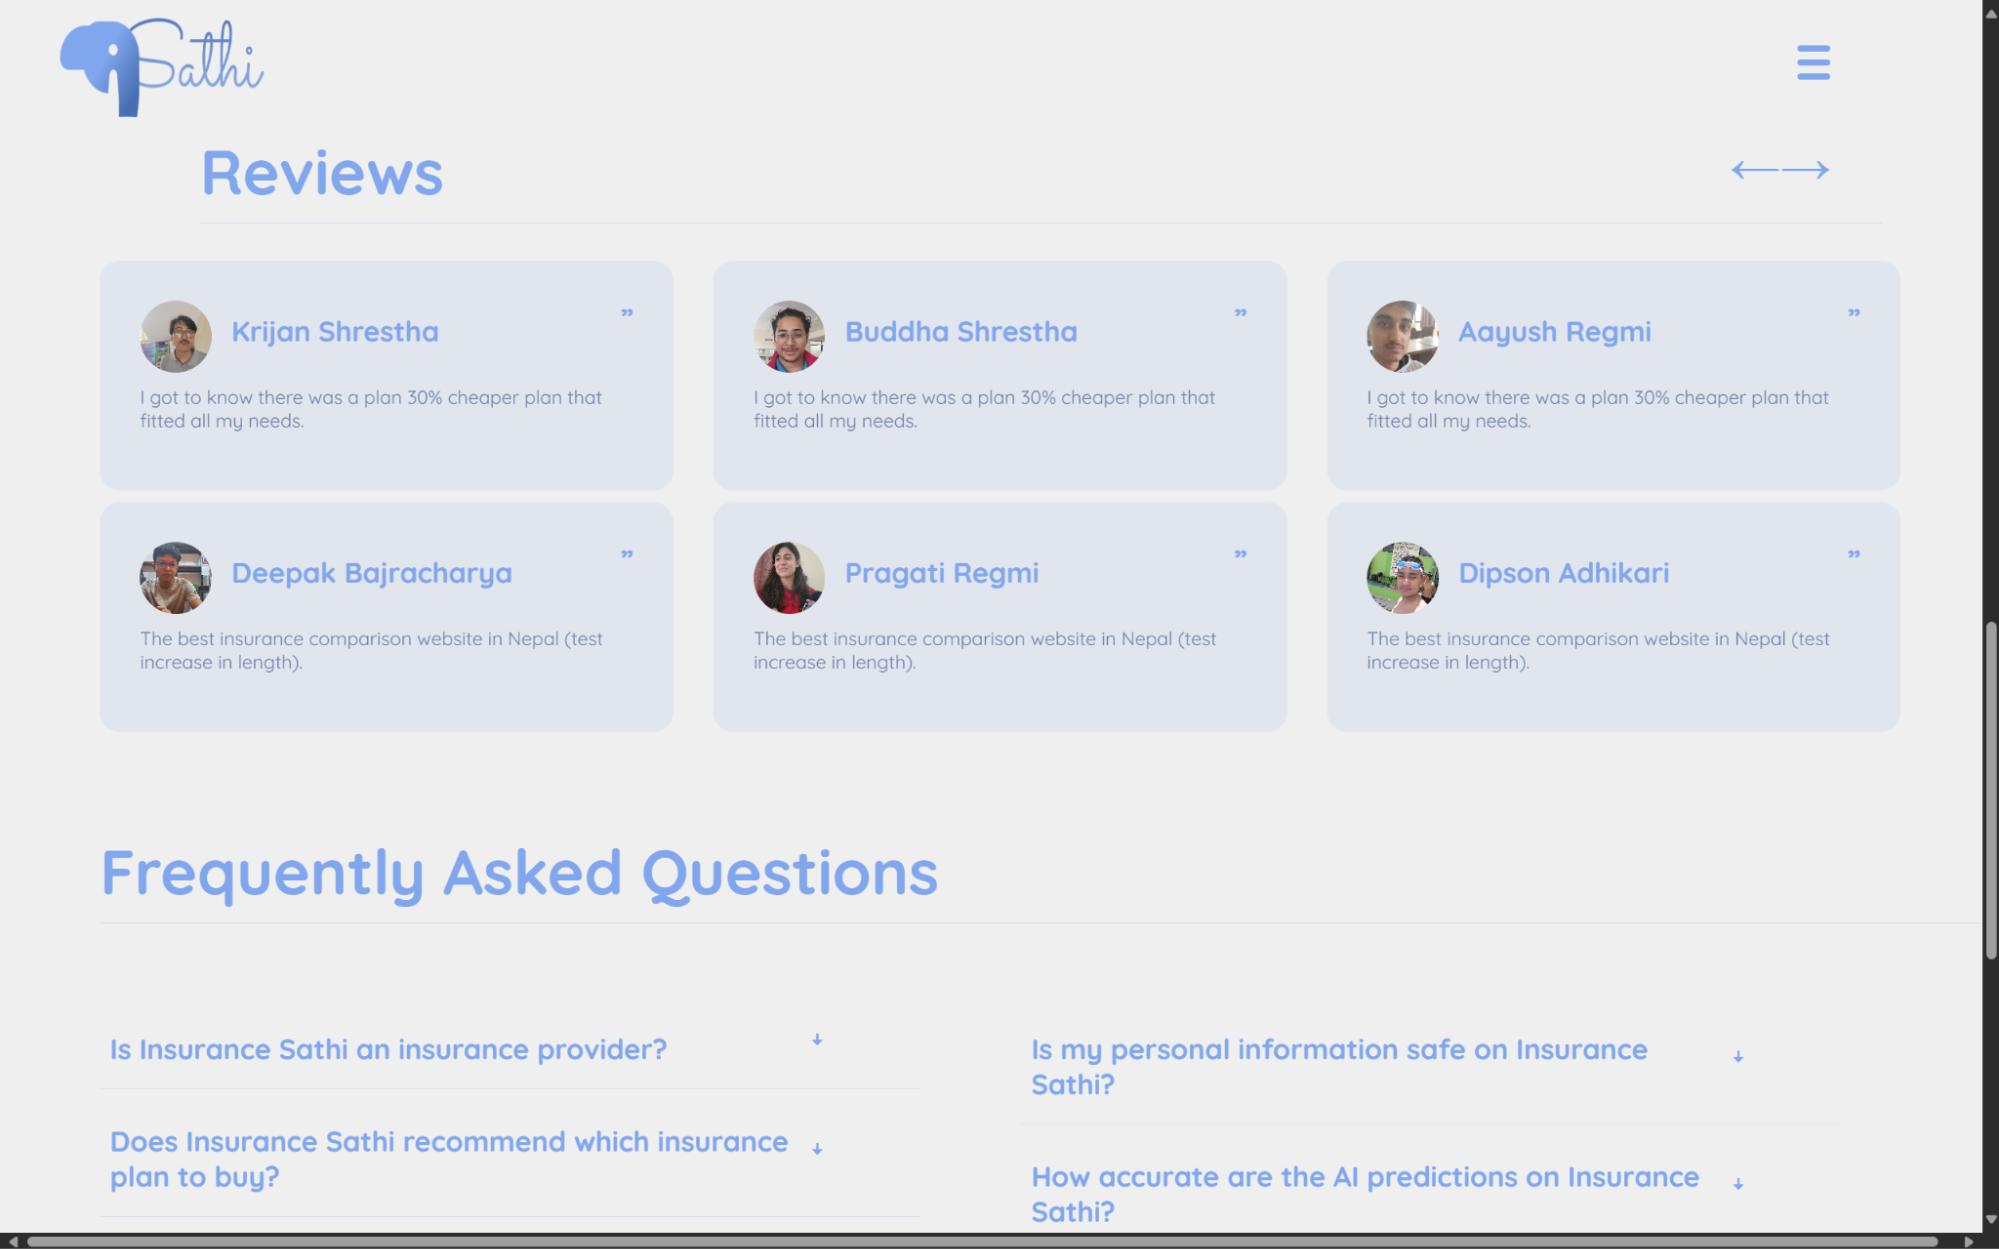 Sathi
Reviews
Krijan Shrestha
I got to know there was a plan 30% cheaper plan that
fitted all my needs.
Buddha Shrestha
I got to know there was a plan 30% cheaper plan that
fitted all my needs.
Aayush Regmi
I got to know there was a plan 30% cheaper plan that
fitted all my needs.
Deepak Bajracharya
The best insurance comparison website in Nepal (test
increase in length).
Pragati Regmi
The best insurance comparison website in Nepal (test
increase in length).
Dipson Adhikari
The best insurance comparison website in Nepal (test
increase in length).
Frequently Asked Questions
Is Insurance Sathi an insurance provider?
Does Insurance Sathi recommend which insurance
plan to buy?
Is my personal information safe on Insurance
Sathi?
How accurate are the AI predictions on Insurance
Sathi?